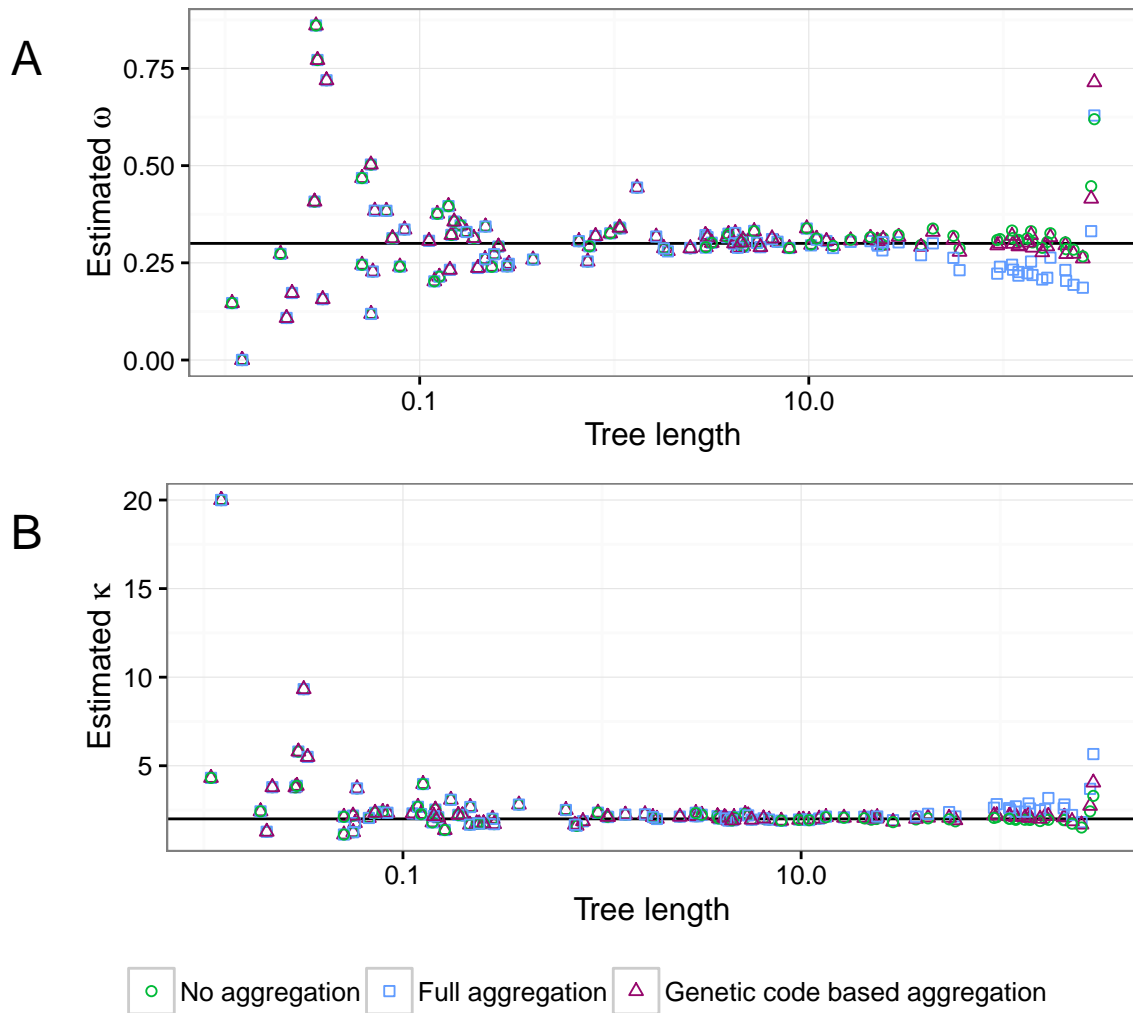 A
0.75
0.50
0.25
0.00
Estimated ω
0.1
10.0
Tree length
B
20
15
10
5
Estimated κ
0.1
10.0
Tree length
No aggregation
Full aggregation
Genetic code based aggregation